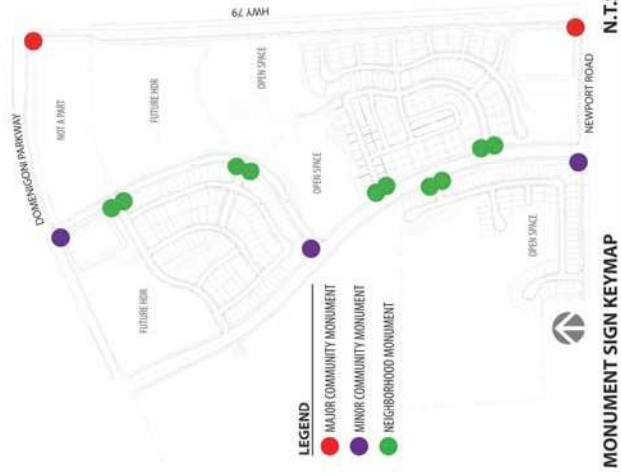 HWY 79
DOMENIGONI PARKWAY
NOT A PART
FUTURE HDR
OPEN SPACE
FUTURE HDR
OPEN SPACE
NEWPORT ROAD
OPEN SPACE
LEGEND
MAJOR COMMUNITY MONUMENT
MINOR COMMUNITY MONUMENT
NEIGHBORHOOD MONUMENT
MONUMENT SIGN KEYMAP